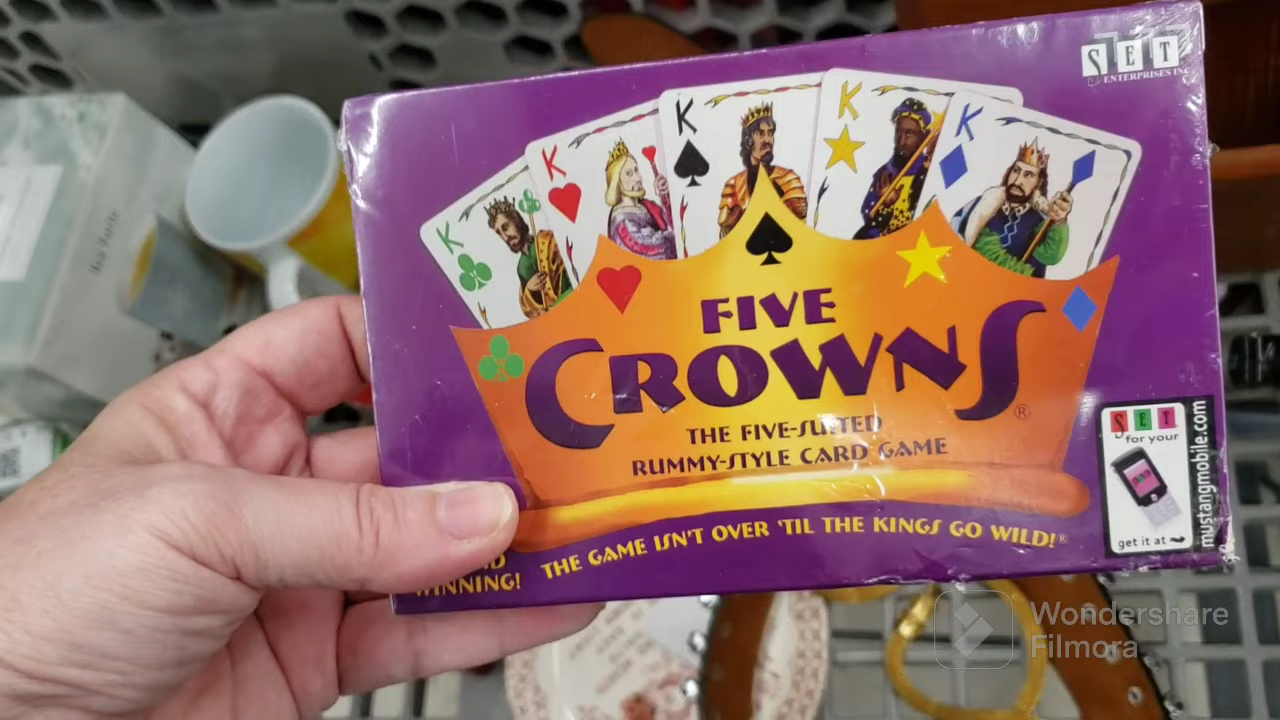 SET
ENTERPRISES INC
K
K
K
K
K
FIVE
CROWNS®
THE FIVE-SUITED
RUMMY-STYLE CARD GAME
THE GAME ISN'T OVER 'TIL THE KINGS GO WILD!®
WINNING!
SET
for your
get it at
mustangmobile.com
Wondershare
Filmora